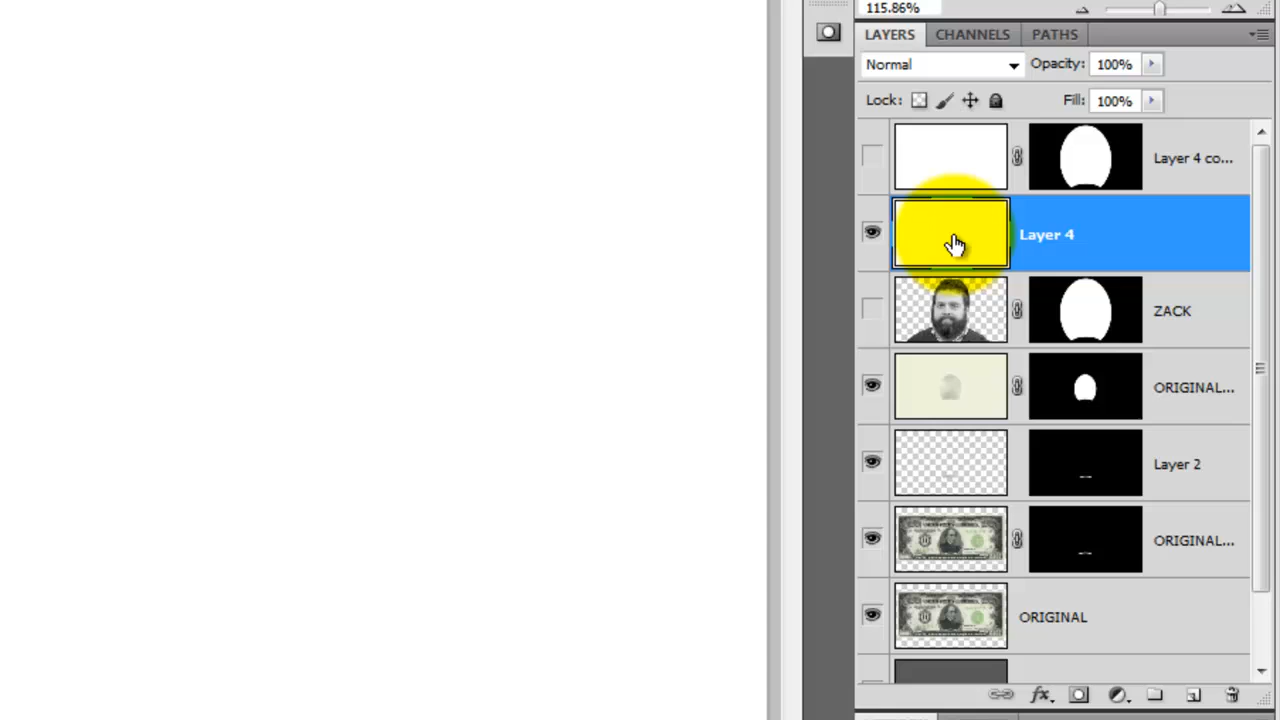 115.86%
LAYERS CHANNELS PATHS
Normal Opacity: 100%
Lock: Fill: 100%
Layer 4 co...
Layer 4
ZACK
ORIGINAL...
Layer 2
ORIGINAL...
ORIGINAL
fx